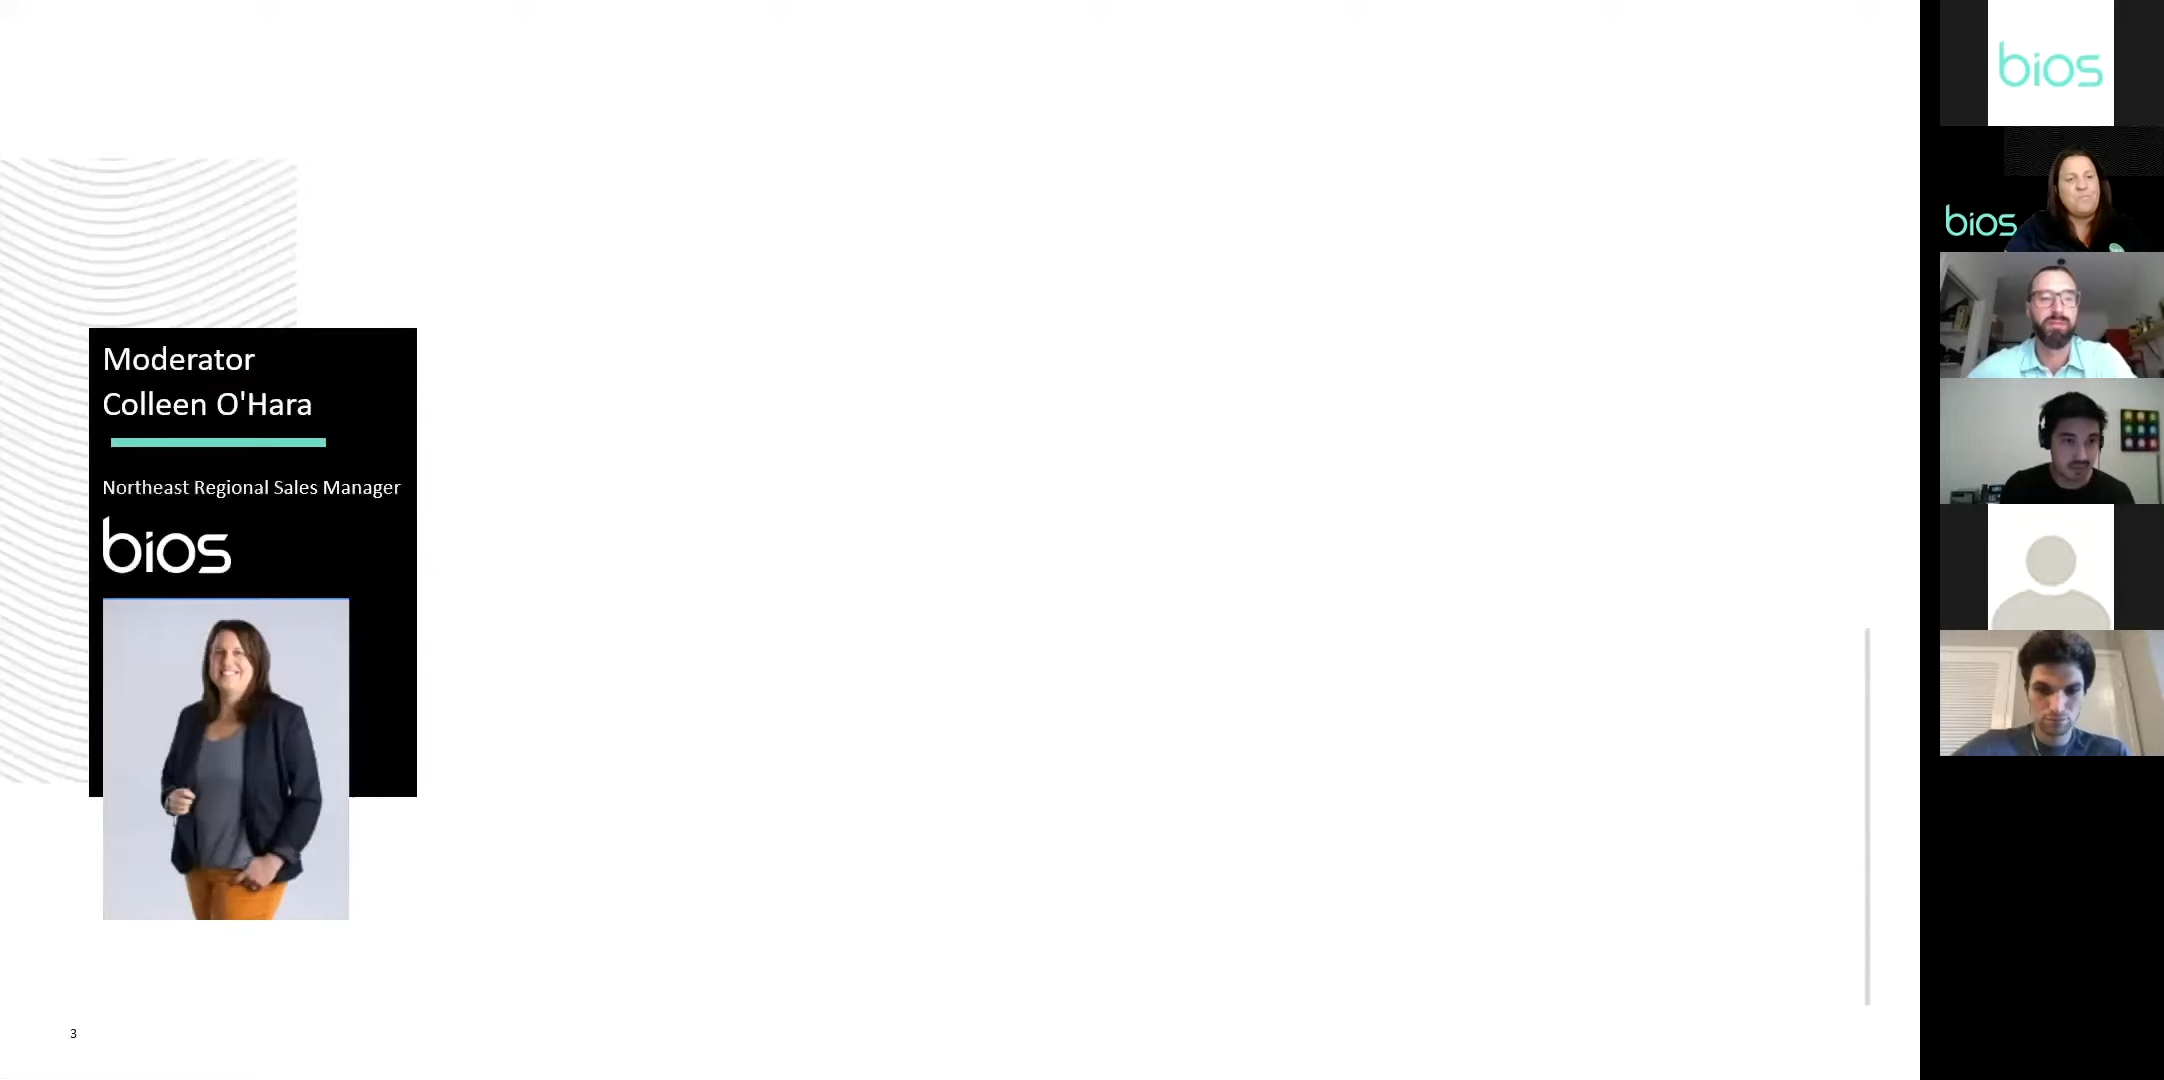 Moderator
Colleen O'Hara
Northeast Regional Sales Manager
bios
3
bios
bios